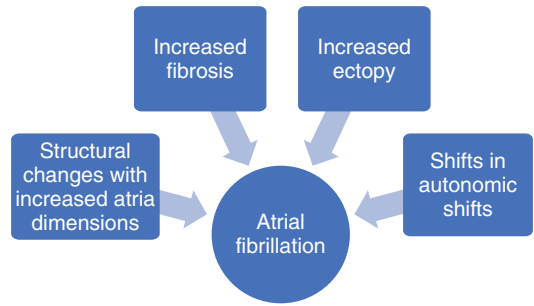 Increased
fibrosis
Increased
ectopy
Structural
changes with
increased atria
dimensions
Shifts in
autonomic
shifts
Atrial
fibrillation